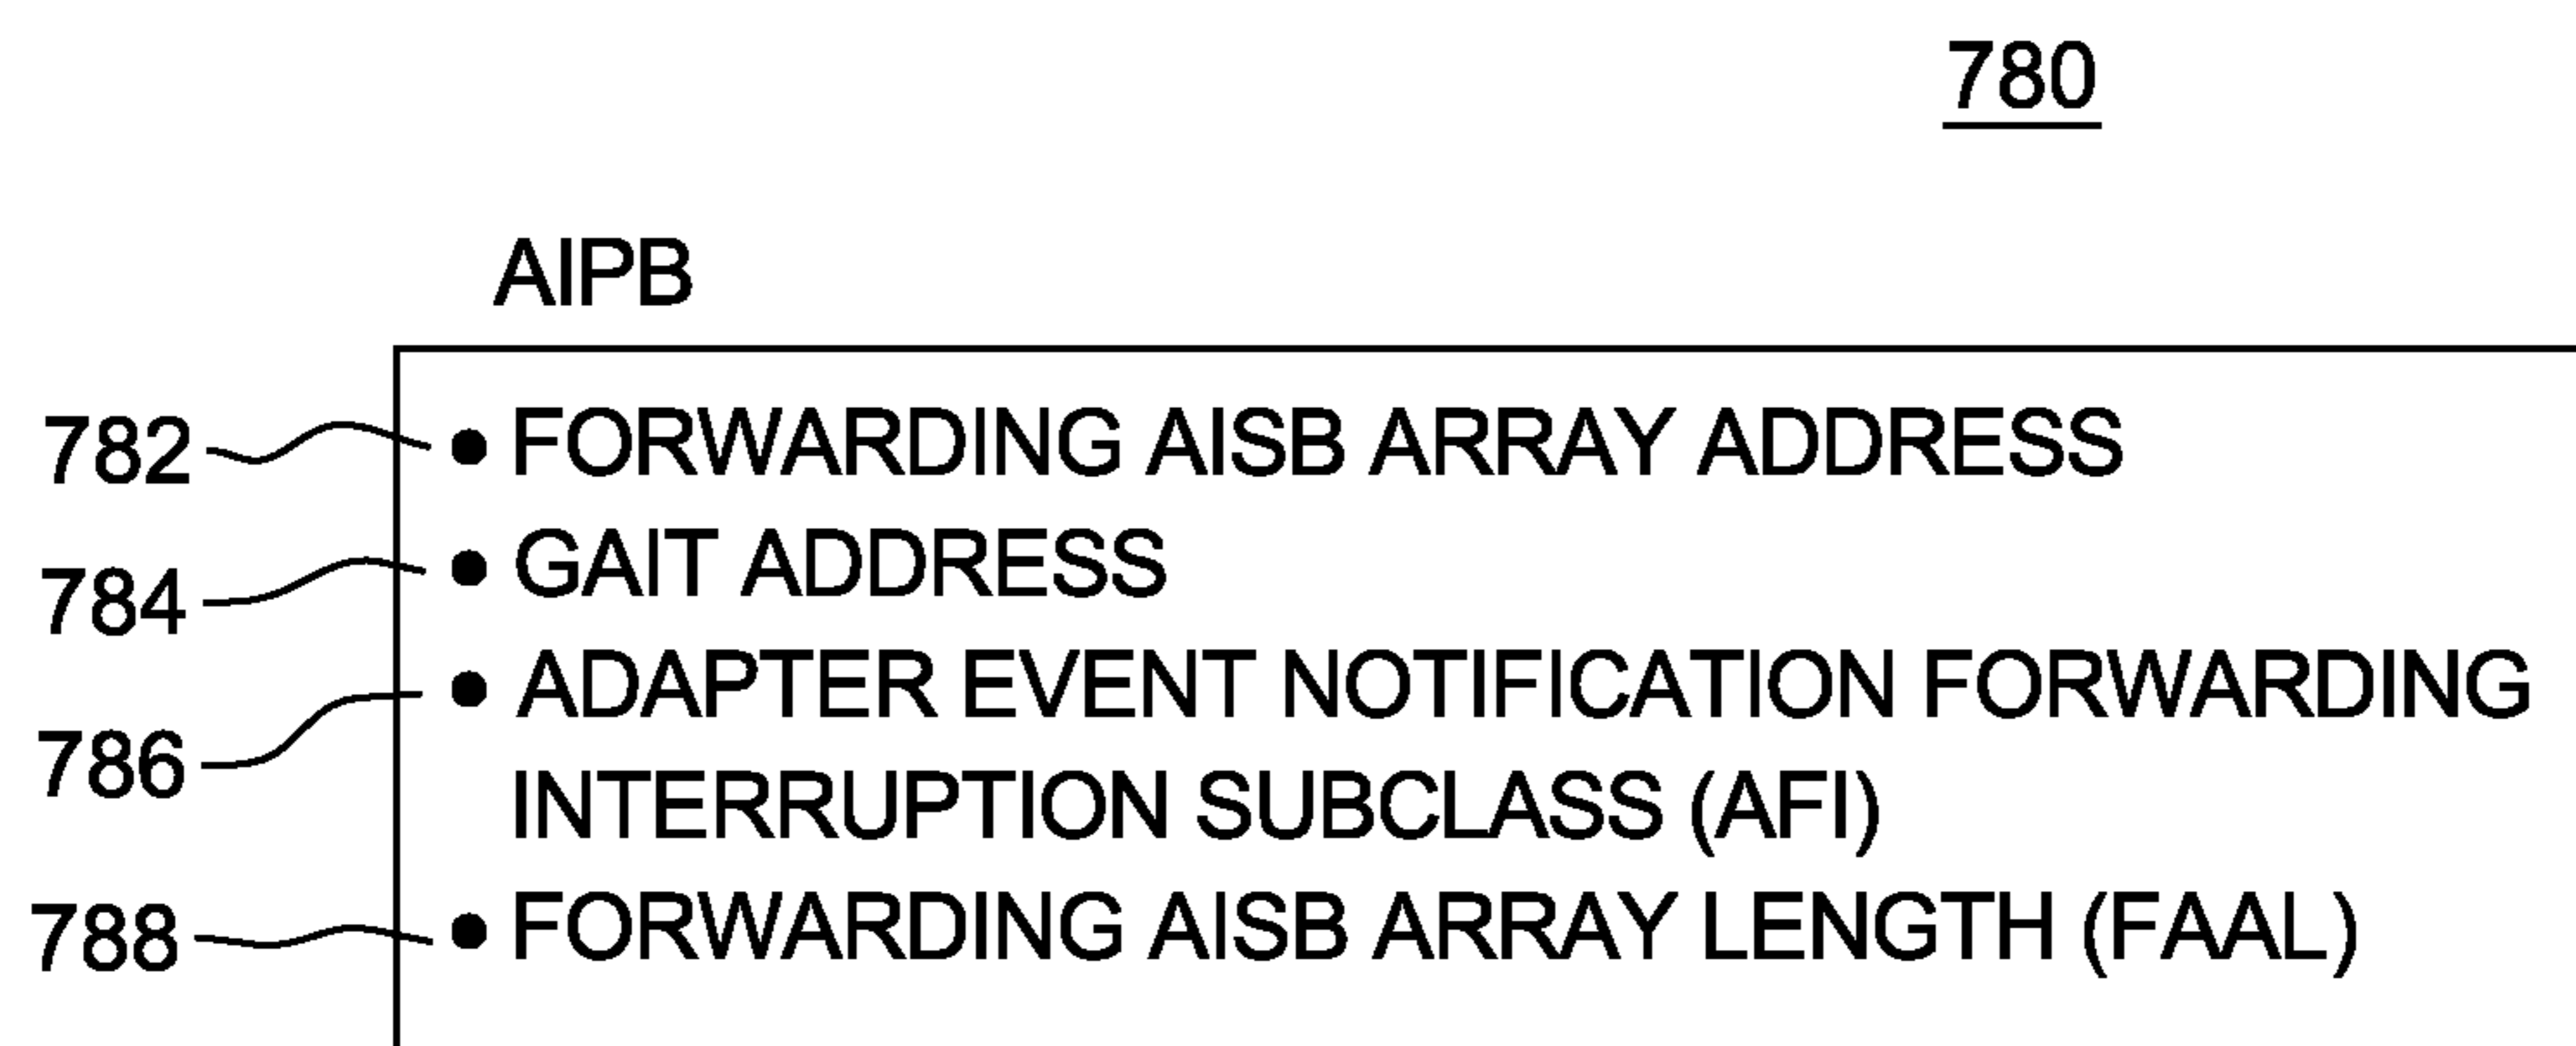 780
AIPB
782 • FORWARDING AISB ARRAY ADDRESS
784 • GAIT ADDRESS
786 • ADAPTER EVENT NOTIFICATION FORWARDING
INTERRUPTION SUBCLASS (AFI)
788 • FORWARDING AISB ARRAY LENGTH (FAAL)